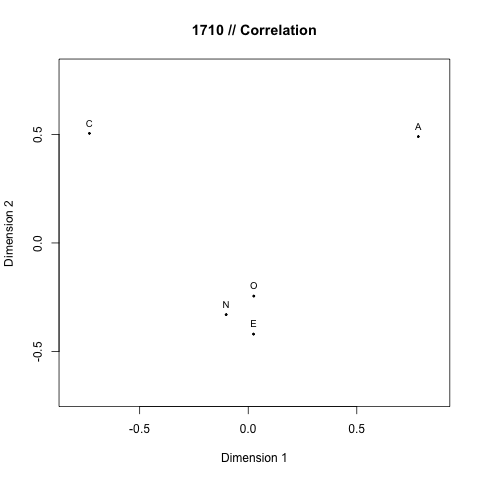 1710 // Correlation
C
A
O
N
E
0.5
0.0
-0.5
Dimension 2
-0.5
0.0
0.5
Dimension 1